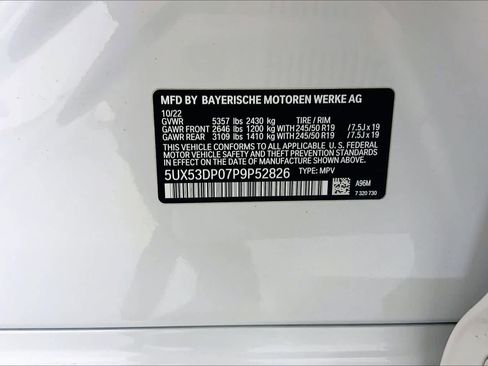 MFD BY BAYERISCHE MOTOREN WERKE AG
10/22
GVWR 5357 lbs 2430 kg TIRE / RIM
GAWR FRONT 2646 lbs 1200 kg WITH 245/50 R19 /7.5J x 19
GAWR REAR 3109 lbs 1410 kg WITH 245/50 R19 /7.5J x 19
THIS VEHICLE CONFORMS TO ALL APPLICABLE U. S. FEDERAL
MOTOR VEHICLE SAFETY AND THEFT PREVENTION STANDARDS
IN EFFECT ON THE DATE OF MANUFACTURE SHOWN ABOVE.
5UX53DP07P9P52826 TYPE: MPV
A96M
7 320 730